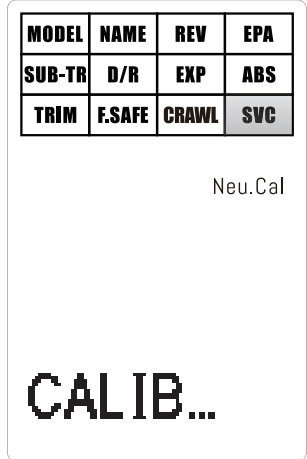 MODEL NAME REV EPA
SUB-TR D/R EXP ABS
TRIM F.SAFE CRAWL SVC
Neu.Cal
CALIB...